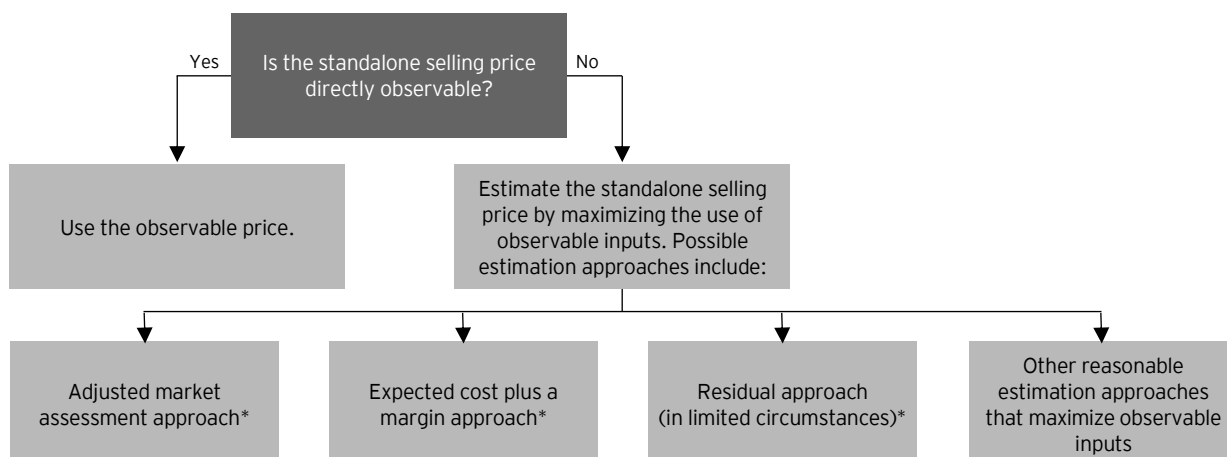 Yes
Is the standalone selling price
directly observable?
No
Use the observable price.
Estimate the standalone selling
price by maximizing the use of
observable inputs. Possible
estimation approaches include:
Adjusted market
assessment approach*
Expected cost plus a
margin approach*
Residual approach
(in limited circumstances)*
Other reasonable
estimation approaches
that maximize observable
inputs